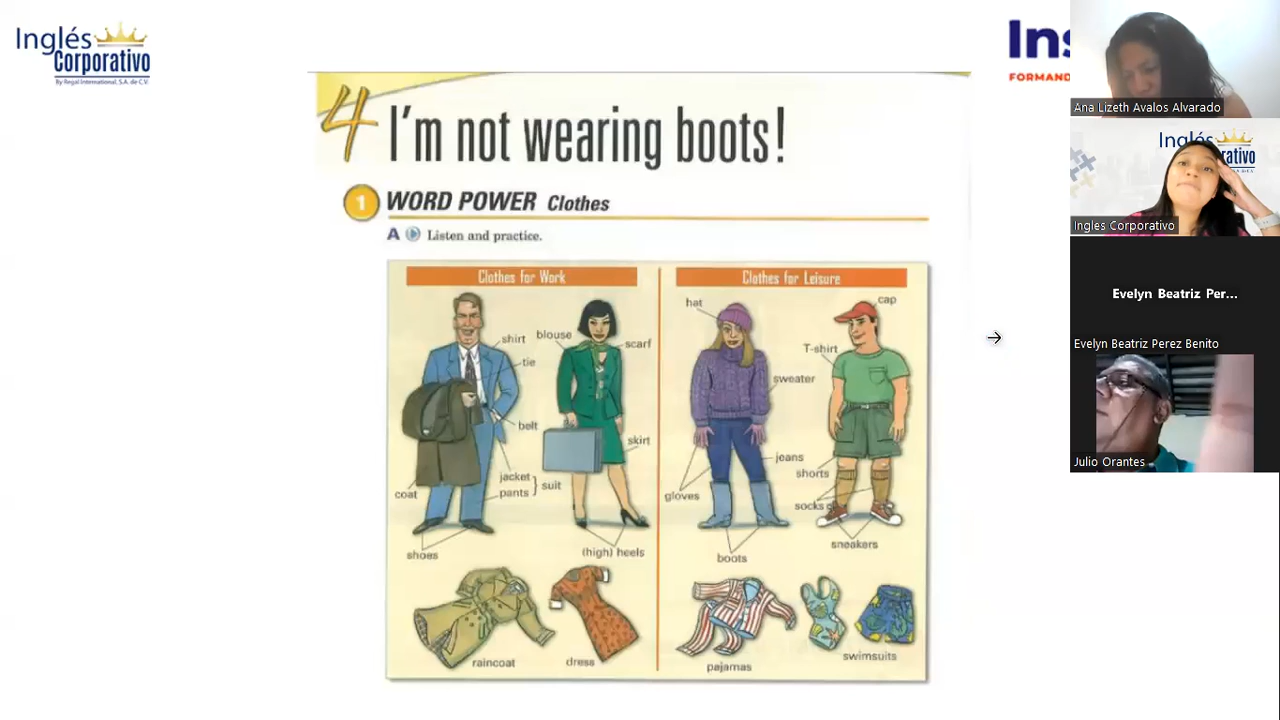 Inglés
Corporativo
By Regal International, S.A. de C.V.
Ins
FORMAND
4 I'm not wearing boots!
1 WORD POWER Clothes
A Listen and practice.
Clothes for Work
Clothes for Leisure
shirt
tie
belt
jacket
pants
suit
coat
shoes
blouse
scarf
skirt
(high) heels
raincoat
dress
hat
sweater
jeans
gloves
boots
cap
T-shirt
shorts
socks
sneakers
pajamas
swimsuits
Ana Lizeth Avalos Alvarado
Inglés
rativo
Ingles Corporativo
Evelyn Beatriz Per...
Evelyn Beatriz Perez Benito
Julio Orantes